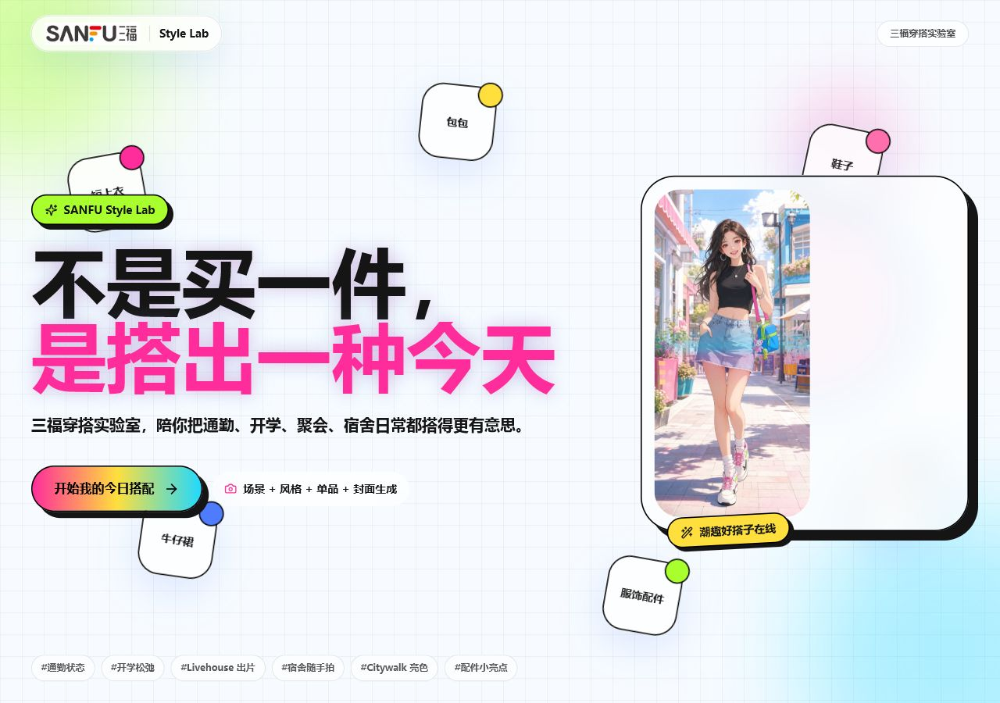 SANFU三福 Style Lab
三福穿搭实验室
包包
鞋子
短上衣
SANFU Style Lab
不是买一件，
是搭出一种今天
三福穿搭实验室，陪你把通勤、开学、聚会、宿舍日常都搭得更有意思。
开始我的今日搭配 →
场景 + 风格 + 单品 + 封面生成
潮趣好搭子在线
牛仔裙
服饰配件
#通勤状态 #开学松弛 #Livehouse 出片 #宿舍随手拍 #Citywalk 亮色 #配件小亮点